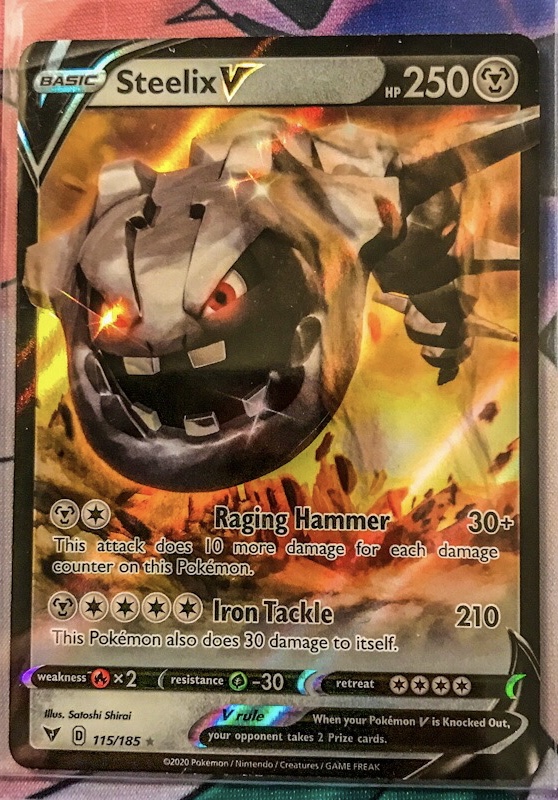 BASIC Steelix V HP 250
Raging Hammer 30+
This attack does 10 more damage for each damage
counter on this Pokémon.
Iron Tackle 210
This Pokémon also does 30 damage to itself.
weakness ×2 resistance -30 retreat
Illus. Satoshi Shirai
V rule When your Pokémon V is Knocked Out,
your opponent takes 2 Prize cards.
D 115/185 ★
©2020 Pokémon / Nintendo / Creatures / GAME FREAK